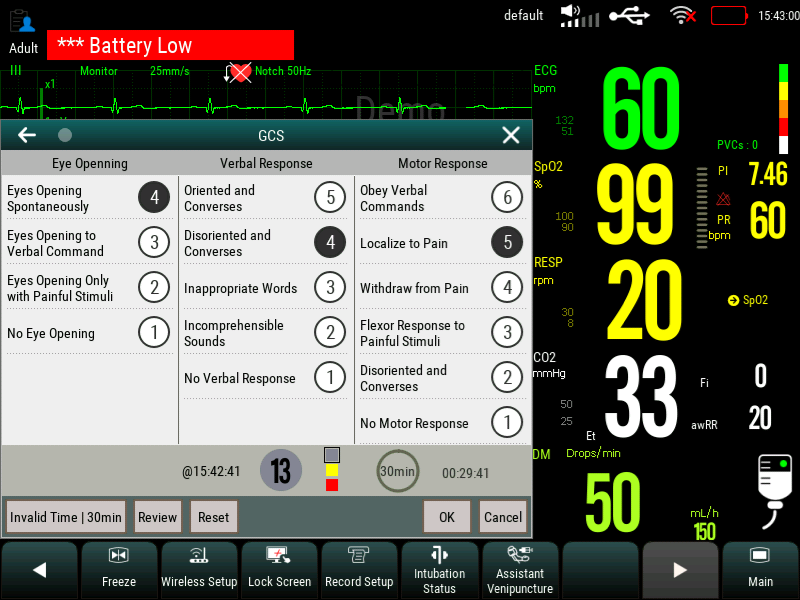 default
15:43:00
Adult
*** Battery Low
III
Monitor
25mm/s
Notch 50Hz
x1
Demo
ECG
bpm
132
51
60
PVCs : 0
GCS
Eye Openning
Verbal Response
Motor Response
Eyes Opening
Spontaneously
4
Eyes Opening to
Verbal Command
3
Eyes Opening Only
with Painful Stimuli
2
No Eye Opening
1
Oriented and
Converses
5
Disoriented and
Converses
4
Inappropriate Words
3
Incomprehensible
Sounds
2
No Verbal Response
1
Obey Verbal
Commands
6
Localize to Pain
5
Withdraw from Pain
4
Flexor Response to
Painful Stimuli
3
Disoriented and
Converses
2
No Motor Response
1
@15:42:41
13
30min
00:29:41
Invalid Time | 30min
Review
Reset
OK
Cancel
SpO2
%
100
90
99
PI
7.46
PR
bpm
60
RESP
rpm
30
8
20
SpO2
CO2
mmHg
50
25
Et
33
Fi
0
awRR
20
DM
Drops/min
50
mL/h
150
Freeze
Wireless Setup
Lock Screen
Record Setup
Intubation
Status
Assistant
Venipuncture
Main